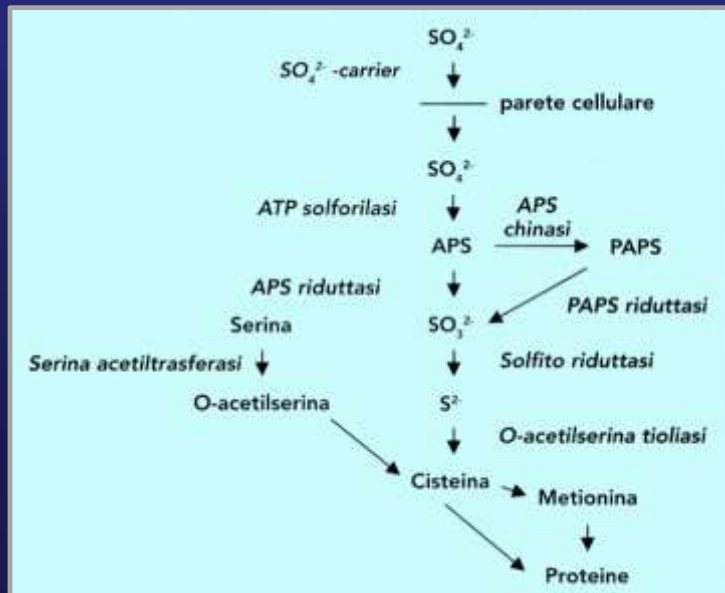 SO₄²⁻
SO₄²⁻ -carrier
parete cellulare
SO₄²⁻
ATP solforilasi
APS
chinasi
APS
PAPS
APS riduttasi
PAPS riduttasi
Serina
SO₃²⁻
Serina acetiltrasferasi
Solfito riduttasi
O-acetilserina
S²⁻
O-acetilserina tioliasi
Cisteina
Metionina
Proteine